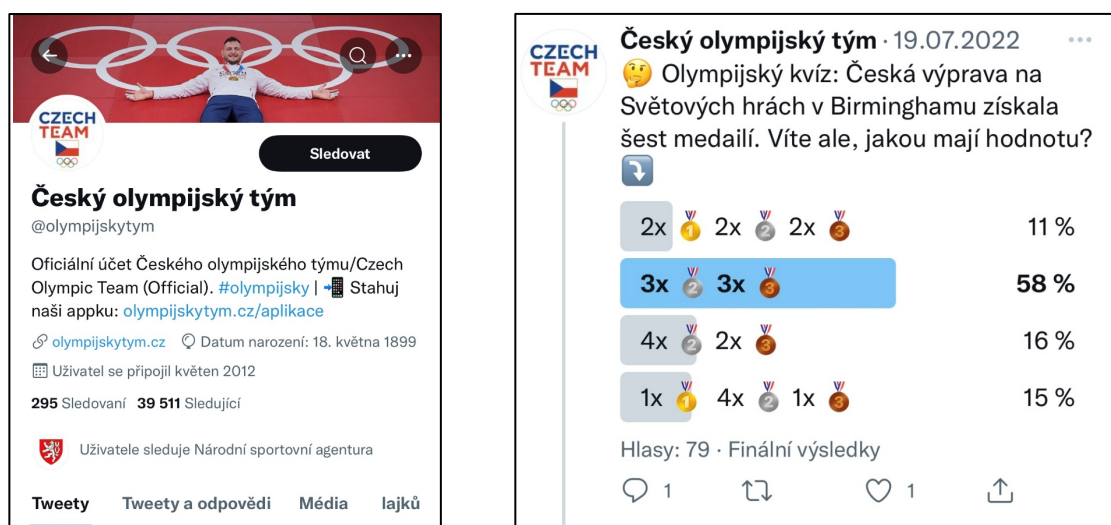 CZECH
TEAM
Sledovat
Český olympijský tým
@olympijskytym
Oficiální účet Českého olympijského týmu/Czech
Olympic Team (Official). #olympijsky | 📲 Stahuj
naši appku: olympijskytym.cz/aplikace
olympijskytym.cz Datum narození: 18. května 1899
Uživatel se připojil květen 2012
295 Sledovaní 39 511 Sledující
Uživatele sleduje Národní sportovní agentura
Tweety Tweety a odpovědi Média lajků
CZECH
TEAM
Český olympijský tým · 19.07.2022
🤔 Olympijský kvíz: Česká výprava na
Světových hrách v Birminghamu získala
šest medailí. Víte ale, jakou mají hodnotu?
⤵️
2x 🥇 2x 🥈 2x 🥉 11 %
3x 🥈 3x 🥉 58 %
4x 🥈 2x 🥉 16 %
1x 🥇 4x 🥈 1x 🥉 15 %
Hlasy: 79 · Finální výsledky
1 1